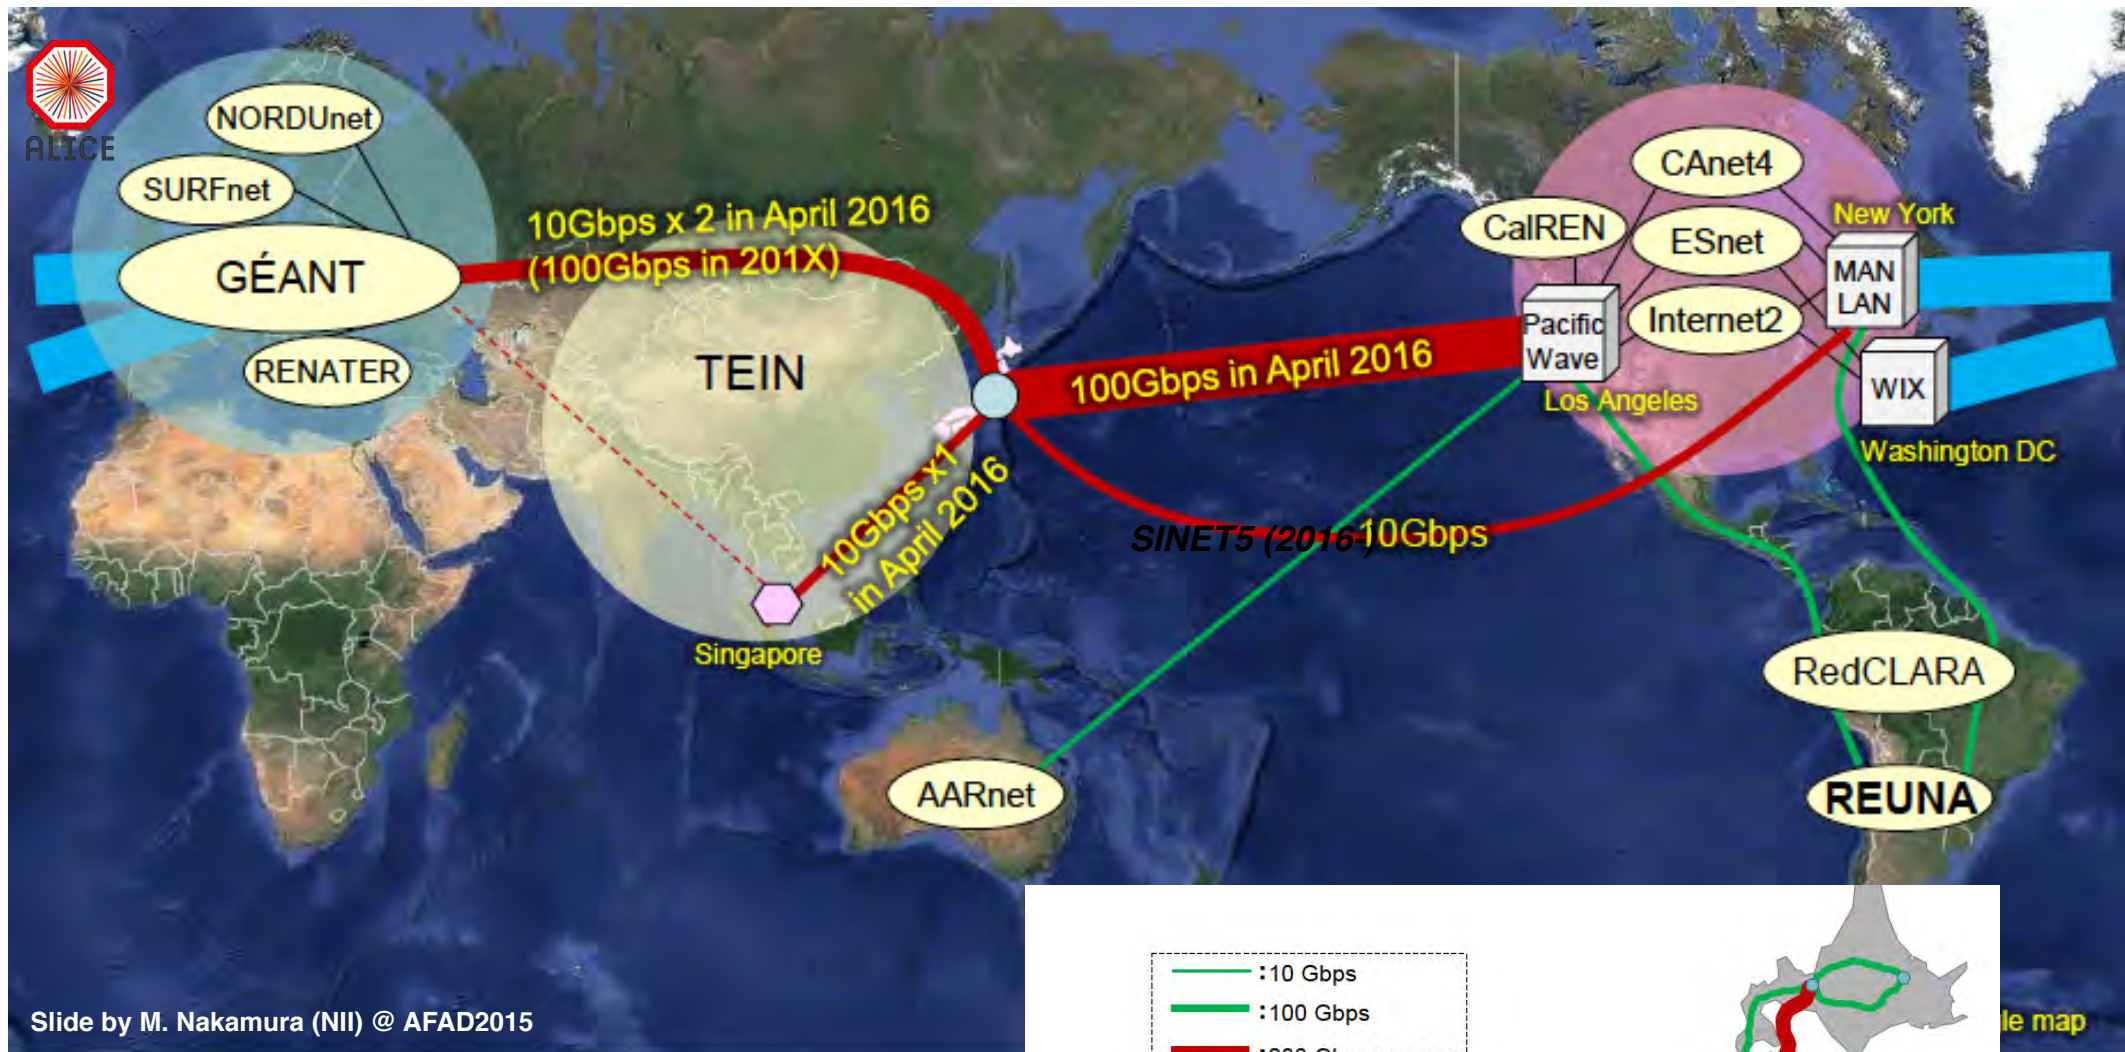 ALICE
NORDUnet
SURFnet
GÉANT
RENATER
10Gbps x 2 in April 2016
(100Gbps in 201X)
TEIN
10Gbps x1
in April 2016
Singapore
100Gbps in April 2016
SINET5 (2016-)
10Gbps
AARnet
CAnet4
CalREN
ESnet
Internet2
New York
MAN
LAN
Pacific
Wave
Los Angeles
WIX
Washington DC
RedCLARA
REUNA
:10 Gbps
:100 Gbps
Slide by M. Nakamura (NII) @ AFAD2015
map